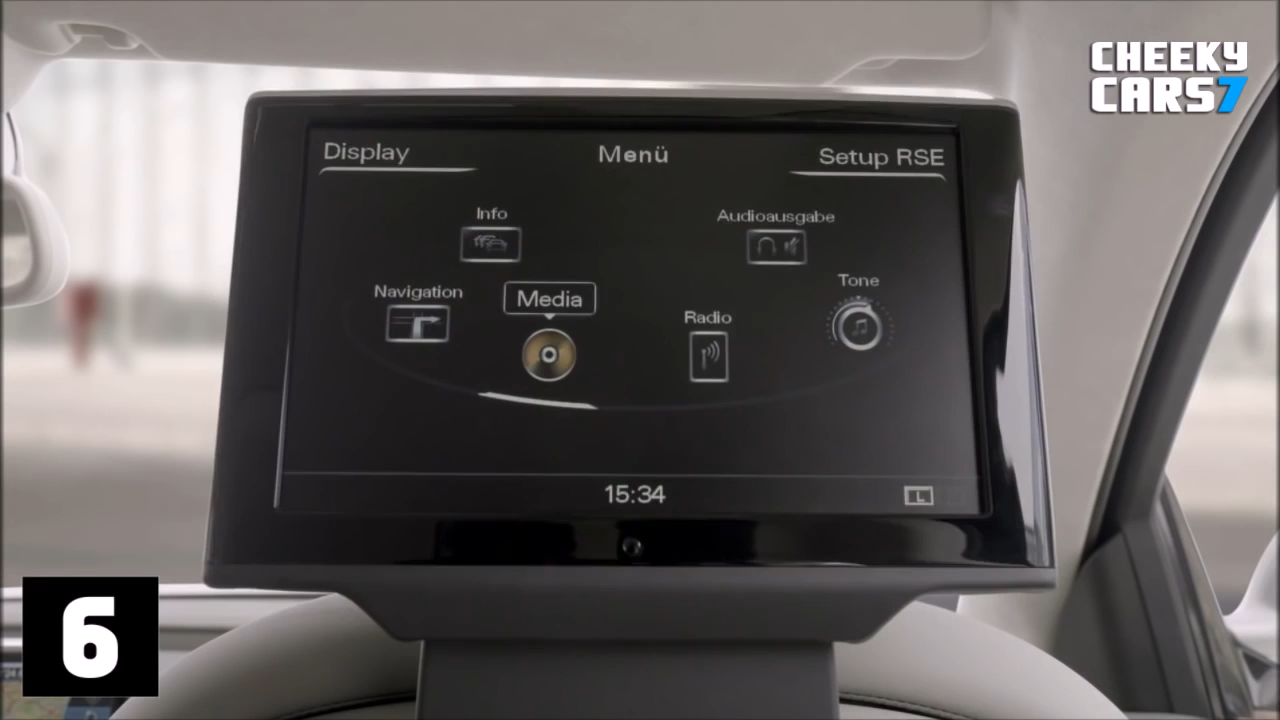 CHEEKY
CARS7
Display
Menü
Setup RSE
Info
Audioausgabe
Navigation
Media
Radio
Tone
15:34
L
6